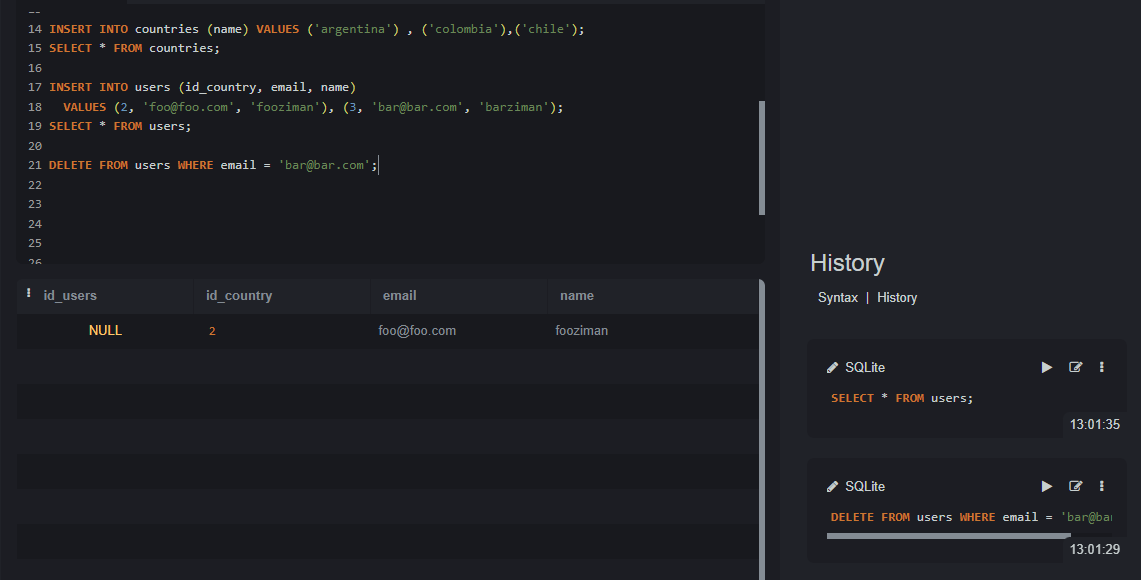 14 INSERT INTO countries (name) VALUES ('argentina') , ('colombia'),('chile');
15 SELECT * FROM countries;
16
17 INSERT INTO users (id_country, email, name)
18 VALUES (2, 'foo@foo.com', 'fooziman'), (3, 'bar@bar.com', 'barziman');
19 SELECT * FROM users;
20
21 DELETE FROM users WHERE email = 'bar@bar.com';
22
23
24
25
26
id_users id_country email name
NULL 2 foo@foo.com fooziman
History
Syntax | History
SQLite
SELECT * FROM users;
13:01:35
SQLite
DELETE FROM users WHERE email = 'bar@bar
13:01:29